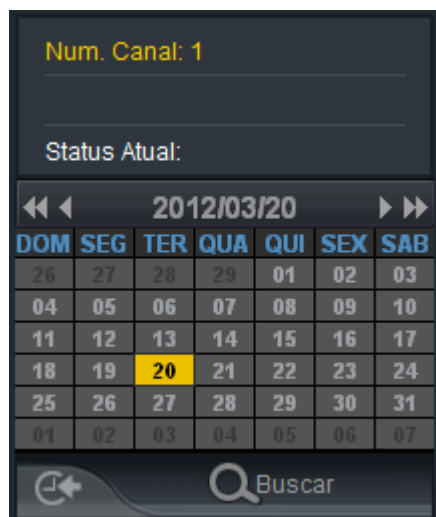 Num. Canal: 1
Status Atual:
2012/03/20
DOM SEG TER QUA QUI SEX SAB
26 27 28 29 01 02 03
04 05 06 07 08 09 10
11 12 13 14 15 16 17
18 19 20 21 22 23 24
25 26 27 28 29 30 31
01 02 03 04 05 06 07
Buscar